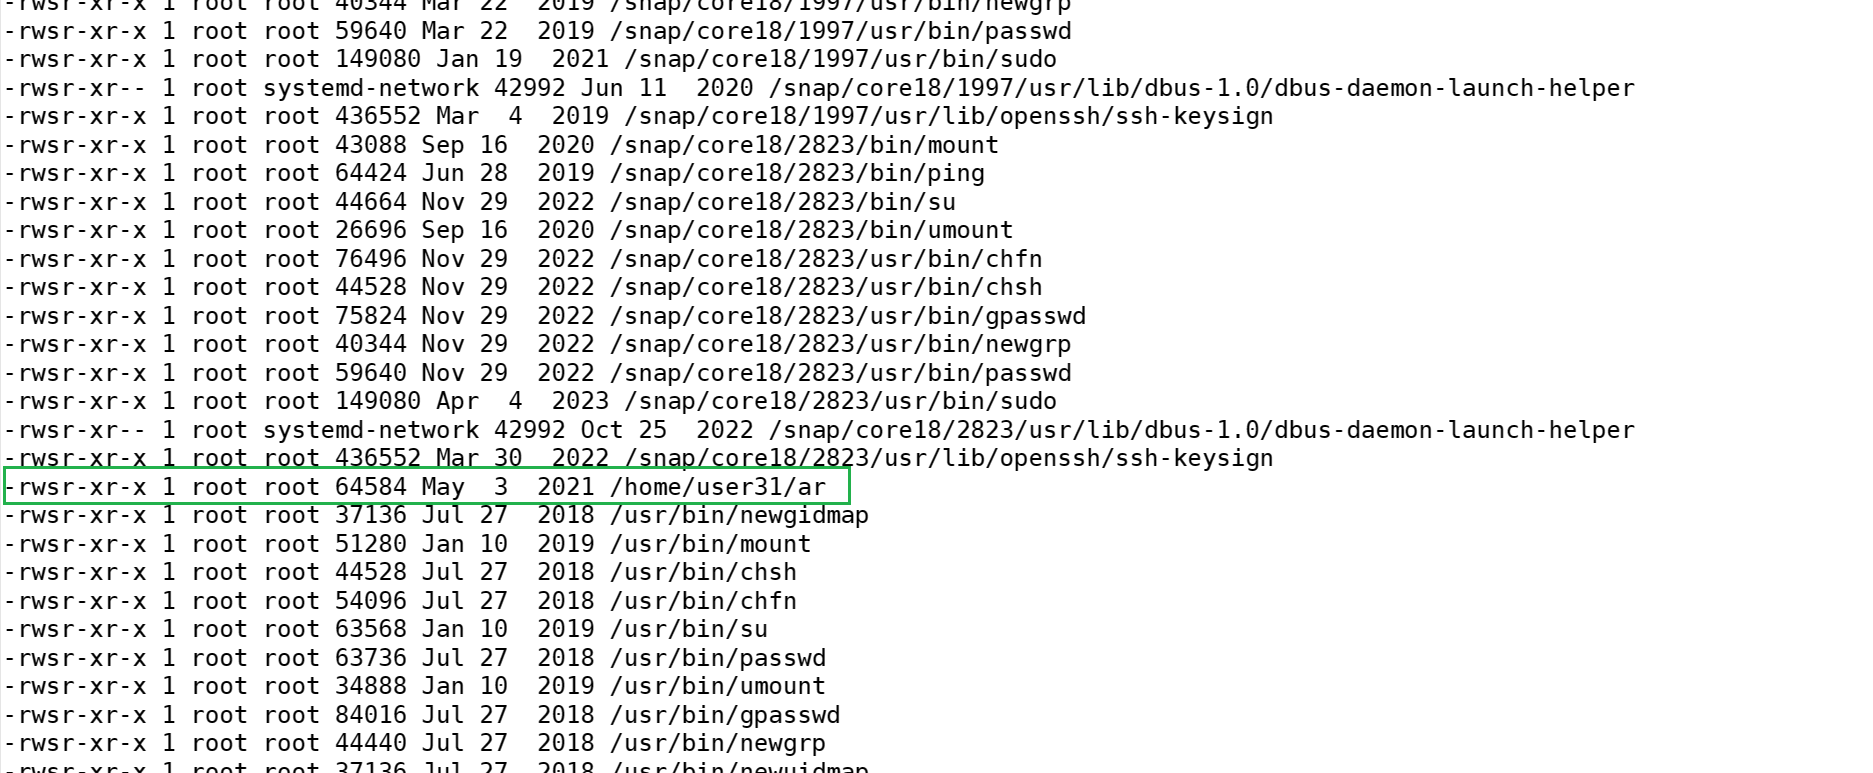 -rwsr-xr-x 1 root root 40344 Mar 22  2019 /snap/core18/1997/usr/bin/newgrp
-rwsr-xr-x 1 root root 59640 Mar 22  2019 /snap/core18/1997/usr/bin/passwd
-rwsr-xr-x 1 root root 149080 Jan 19  2021 /snap/core18/1997/usr/bin/sudo
-rwsr-xr-- 1 root systemd-network 42992 Jun 11  2020 /snap/core18/1997/usr/lib/dbus-1.0/dbus-daemon-launch-helper
-rwsr-xr-x 1 root root 436552 Mar  4  2019 /snap/core18/1997/usr/lib/openssh/ssh-keysign
-rwsr-xr-x 1 root root 43088 Sep 16  2020 /snap/core18/2823/bin/mount
-rwsr-xr-x 1 root root 64424 Jun 28  2019 /snap/core18/2823/bin/ping
-rwsr-xr-x 1 root root 44664 Nov 29  2022 /snap/core18/2823/bin/su
-rwsr-xr-x 1 root root 26696 Sep 16  2020 /snap/core18/2823/bin/umount
-rwsr-xr-x 1 root root 76496 Nov 29  2022 /snap/core18/2823/usr/bin/chfn
-rwsr-xr-x 1 root root 44528 Nov 29  2022 /snap/core18/2823/usr/bin/chsh
-rwsr-xr-x 1 root root 75824 Nov 29  2022 /snap/core18/2823/usr/bin/gpasswd
-rwsr-xr-x 1 root root 40344 Nov 29  2022 /snap/core18/2823/usr/bin/newgrp
-rwsr-xr-x 1 root root 59640 Nov 29  2022 /snap/core18/2823/usr/bin/passwd
-rwsr-xr-x 1 root root 149080 Apr  4  2023 /snap/core18/2823/usr/bin/sudo
-rwsr-xr-- 1 root systemd-network 42992 Oct 25  2022 /snap/core18/2823/usr/lib/dbus-1.0/dbus-daemon-launch-helper
-rwsr-xr-x 1 root root 436552 Mar 30  2022 /snap/core18/2823/usr/lib/openssh/ssh-keysign
-rwsr-xr-x 1 root root 64584 May  3  2021 /home/user31/ar
-rwsr-xr-x 1 root root 37136 Jul 27  2018 /usr/bin/newgidmap
-rwsr-xr-x 1 root root 51280 Jan 10  2019 /usr/bin/mount
-rwsr-xr-x 1 root root 44528 Jul 27  2018 /usr/bin/chsh
-rwsr-xr-x 1 root root 54096 Jul 27  2018 /usr/bin/chfn
-rwsr-xr-x 1 root root 63568 Jan 10  2019 /usr/bin/su
-rwsr-xr-x 1 root root 63736 Jul 27  2018 /usr/bin/passwd
-rwsr-xr-x 1 root root 34888 Jan 10  2019 /usr/bin/umount
-rwsr-xr-x 1 root root 84016 Jul 27  2018 /usr/bin/gpasswd
-rwsr-xr-x 1 root root 44440 Jul 27  2018 /usr/bin/newgrp
-rwsr-xr-x 1 root root 37136 Jul 27  2018 /usr/bin/newuidmap